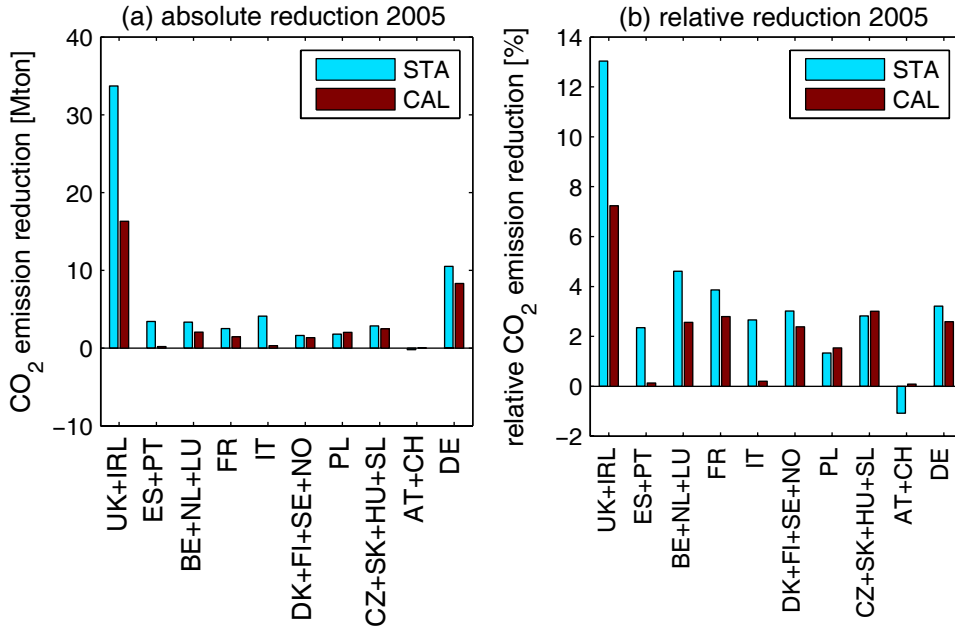 (a) absolute reduction 2005
CO2 emission reduction [Mton]
40
30
20
10
0
−10
STA
CAL
UK+IRL
ES+PT
BE+NL+LU
FR
IT
DK+FI+SE+NO
PL
CZ+SK+HU+SL
AT+CH
DE
(b) relative reduction 2005
relative CO2 emission reduction [%]
14
12
10
8
6
4
2
0
−2
STA
CAL
UK+IRL
ES+PT
BE+NL+LU
FR
IT
DK+FI+SE+NO
PL
CZ+SK+HU+SL
AT+CH
DE